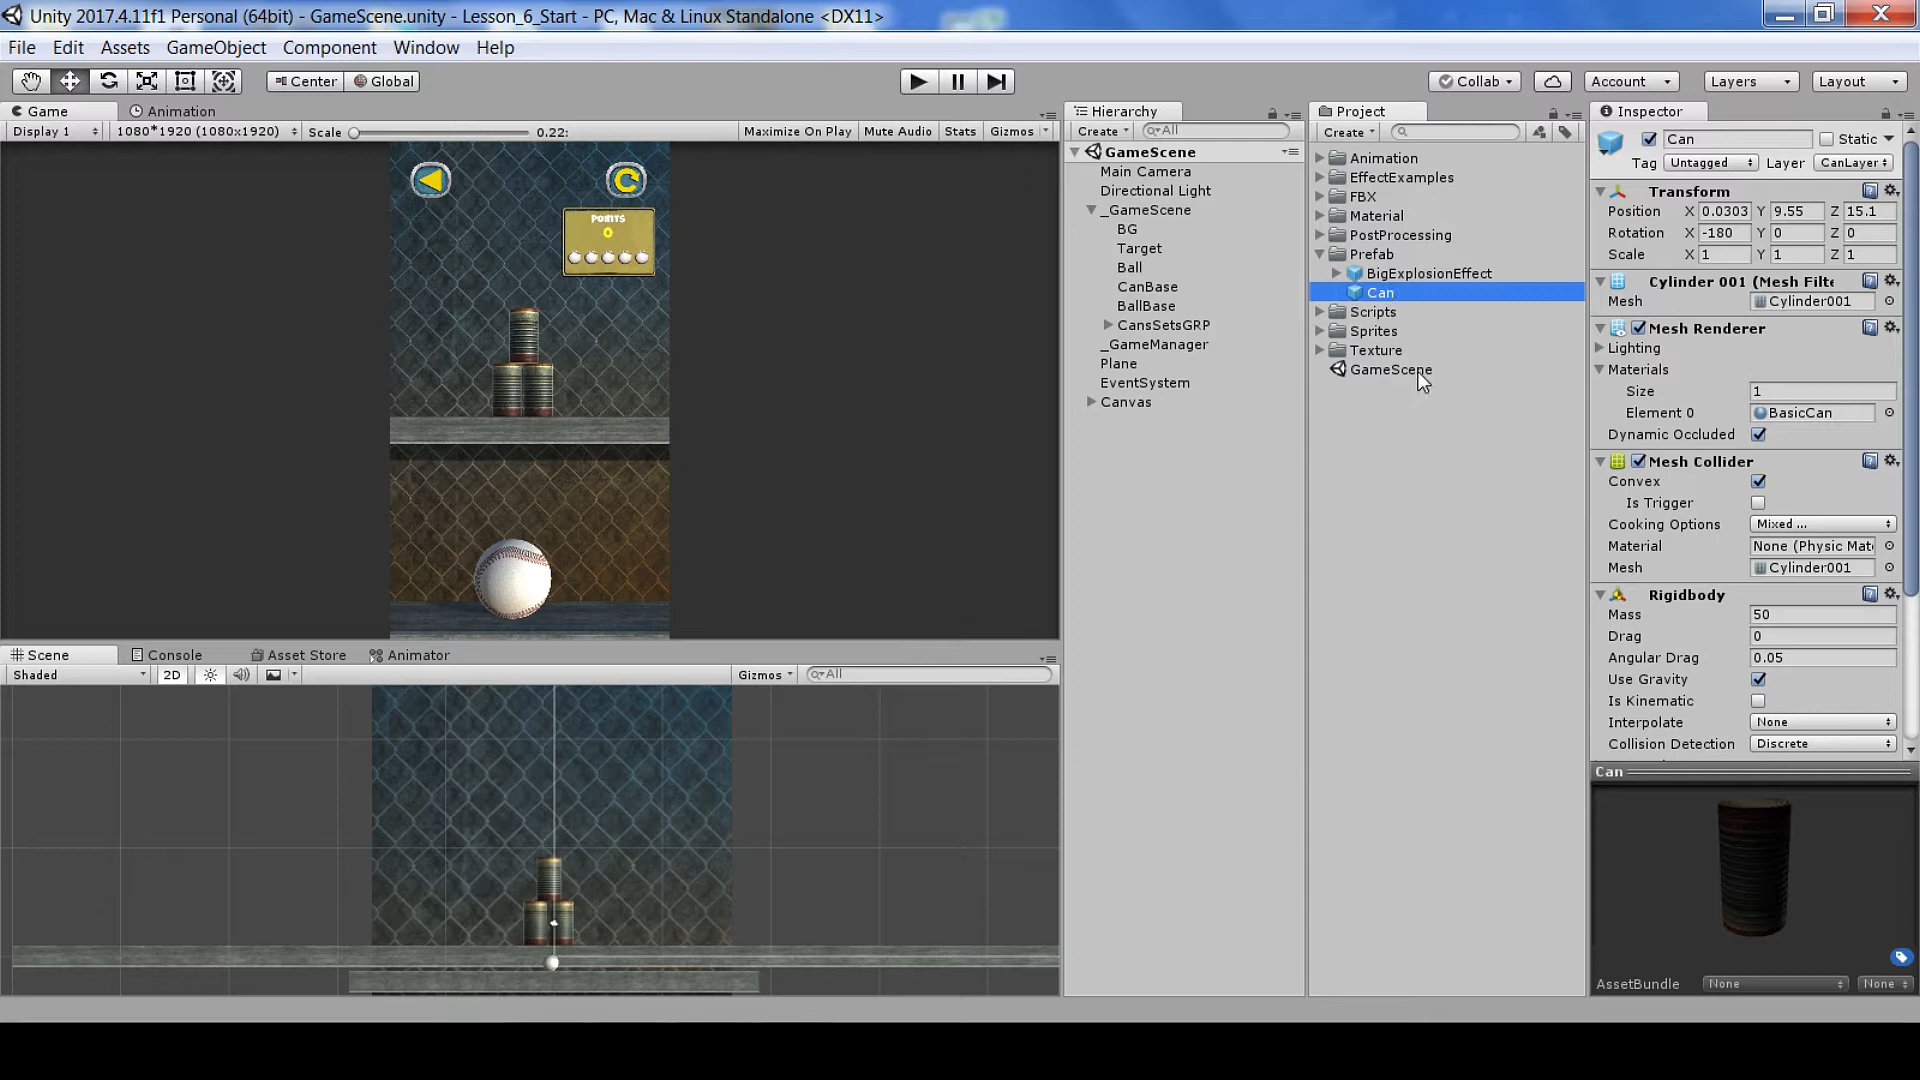 Unity 2017.4.11f1 Personal (64bit) - GameScene.unity - Lesson_6_Start - PC, Mac & Linux Standalone <DX11>
File Edit Assets GameObject Component Window Help
Center Global Collab Account Layers Layout
Game Animation
Display 1 1080*1920 (1080x1920) Scale 0.22: Maximize On Play Mute Audio Stats Gizmos
POINTS
0
Scene Console Asset Store Animator
Shaded 2D Gizmos All
Hierarchy
Create All
GameScene
Main Camera
Directional Light
_GameScene
BG
Target
Ball
CanBase
BallBase
CansSetsGRP
_GameManager
Plane
EventSystem
Canvas
Project
Create
Animation
EffectExamples
FBX
Material
PostProcessing
Prefab
BigExplosionEffect
Can
Scripts
Sprites
Texture
GameScene
Inspector
Can Static
Tag Untagged Layer CanLayer
Transform
Position X 0.0303 Y 9.55 Z 15.1
Rotation X -180 Y 0 Z 0
Scale X 1 Y 1 Z 1
Cylinder 001 (Mesh Filte
Mesh Cylinder001
Mesh Renderer
Lighting
Materials
Size 1
Element 0 BasicCan
Dynamic Occluded
Mesh Collider
Convex
Is Trigger
Cooking Options Mixed ...
Material None (Physic Mat
Mesh Cylinder001
Rigidbody
Mass 50
Drag 0
Angular Drag 0.05
Use Gravity
Is Kinematic
Interpolate None
Collision Detection Discrete
Can
AssetBundle None None